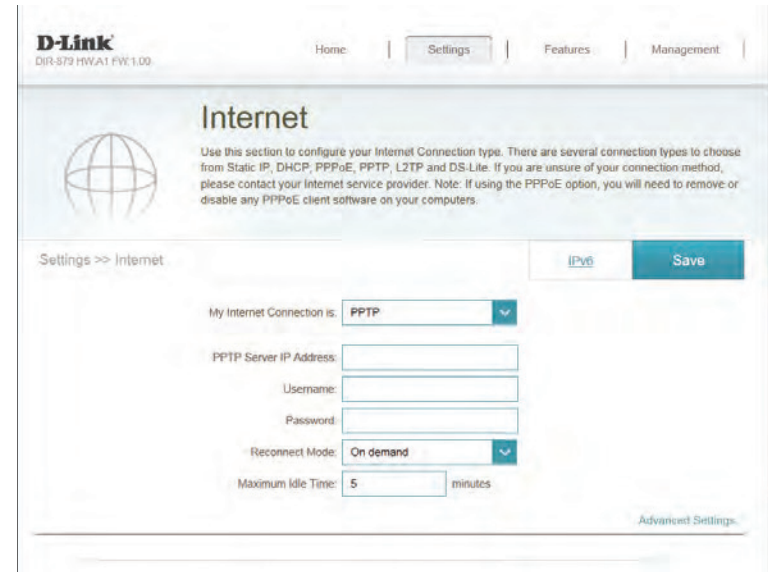 D-Link
DIR-879 HW:A1 FW:1.00
Home | Settings | Features | Management |
Internet
Use this section to configure your Internet Connection type. There are several connection types to choose
from Static IP, DHCP, PPPoE, PPTP, L2TP and DS-Lite. If you are unsure of your connection method,
please contact your Internet service provider. Note: If using the PPPoE option, you will need to remove or
disable any PPPoE client software on your computers.
Settings >> Internet
IPv6
Save
My Internet Connection is: PPTP
PPTP Server IP Address:
Username:
Password:
Reconnect Mode: On demand
Maximum Idle Time: 5 minutes
Advanced Settings...